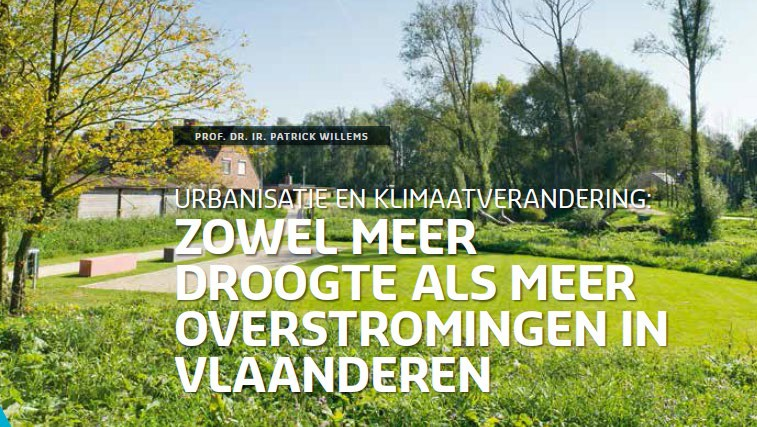 PROF. DR. IR. PATRICK WILLEMS
URBANISATIE EN KLIMAATVERANDERING:
ZOWEL MEER
DROOGTE ALS MEER
OVERSTROMINGEN IN
VLAANDEREN